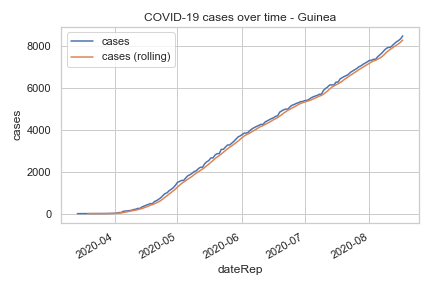 COVID-19 cases over time - Guinea
cases
cases (rolling)
8000
6000
4000
2000
0
cases
2020-04
2020-05
2020-06
2020-07
2020-08
dateRep